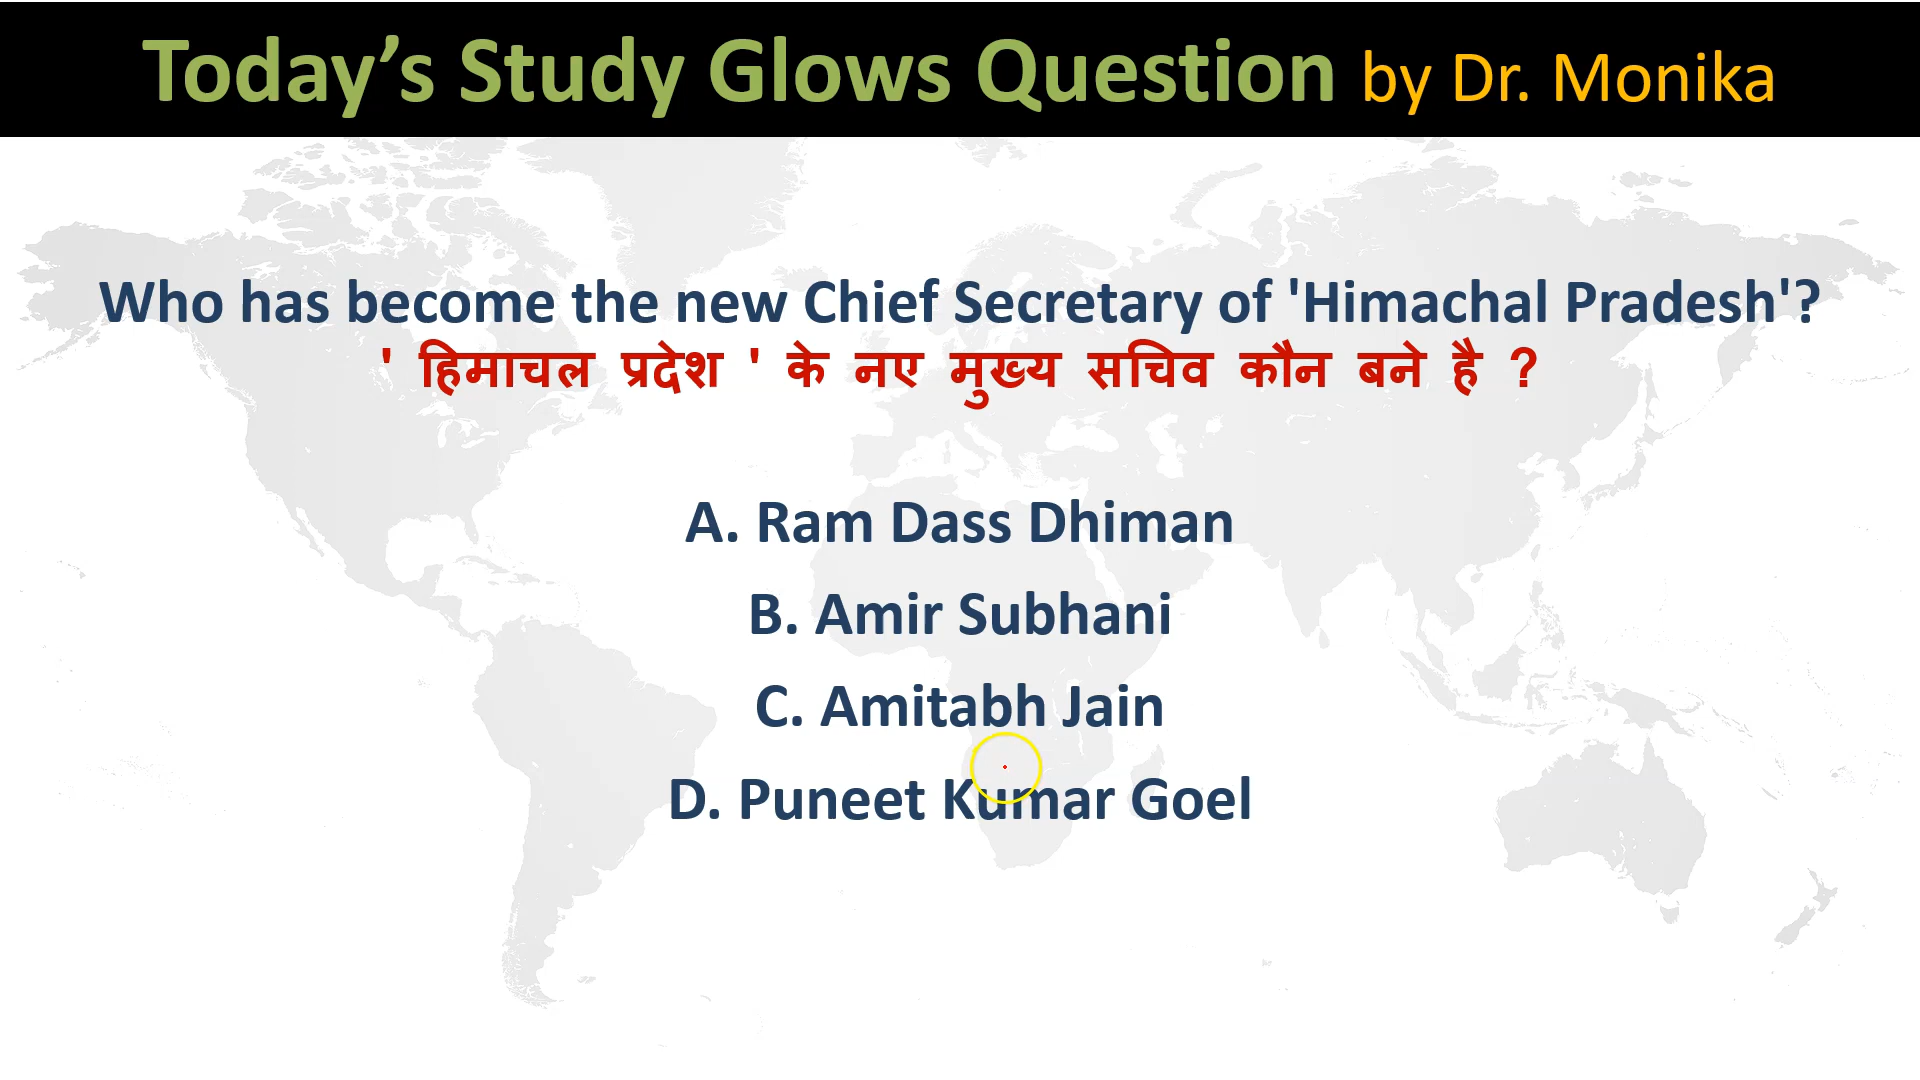 Today’s Study Glows Question by Dr. Monika
Who has become the new Chief Secretary of 'Himachal Pradesh'?
' हिमाचल प्रदेश ' के नए मुख्य सचिव कौन बने है ?
A. Ram Dass Dhiman
B. Amir Subhani
C. Amitabh Jain
D. Puneet Kumar Goel